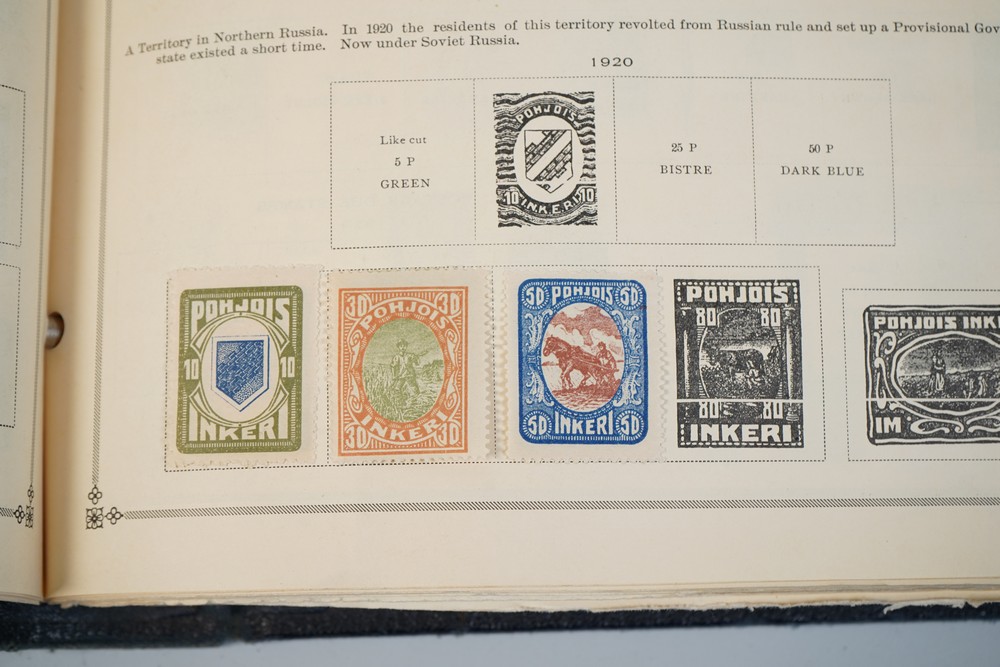 A Territory in Northern Russia. In 1920 the residents of this territory revolted from Russian rule and set up a Provisional Gov
state existed a short time. Now under Soviet Russia.
1920
Like cut
5 P
GREEN
POHJOIS
10 10
INKERI
25 P
BISTRE
50 P
DARK BLUE
POHJOIS
10 10
INKERI
30 30
POHJOIS
INKERI
30 30
50 POHJOIS 50
50 INKERI 50
POHJOIS
80 80
80 80
INKERI
POHJOIS INK
1M